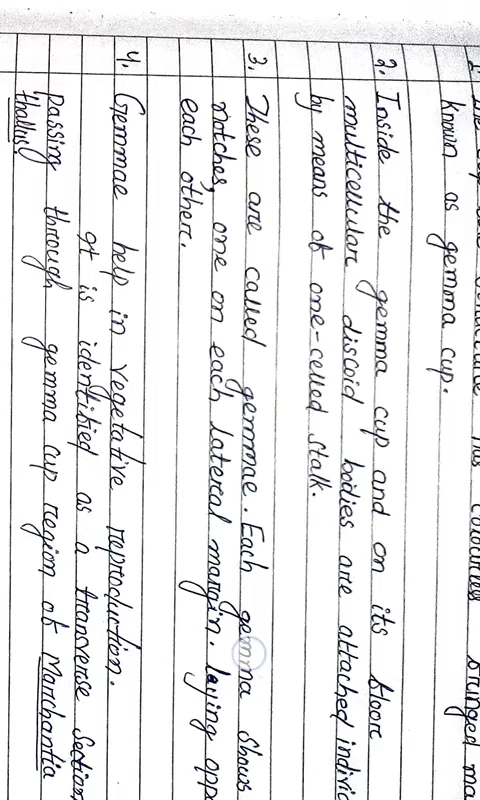 known as gemma cup.
2. Inside the gemma cup and on its floor
multicellular discoid bodies are attached
by means of one-celled stalk.
3. These are called gemmae. Each gemma shows
notches, one on each lateral margin. laying opp
each other.
4. Gemmae help in vegetative reproduction.
It is identified as a transverse section,
passing through gemma cup region of Marchantia
thallus.